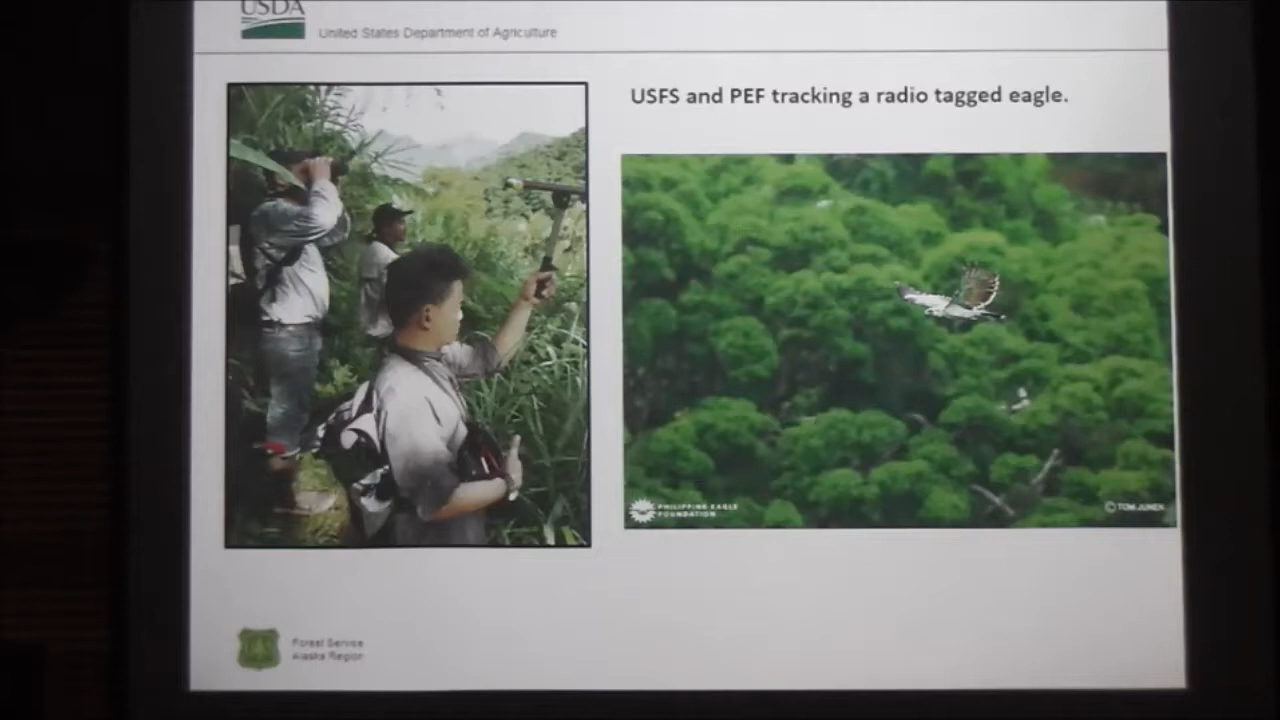 USDA
United States Department of Agriculture
USFS and PEF tracking a radio tagged eagle.
PHILIPPINE EAGLE
FOUNDATION
© TOM JUNEK
Forest Service
Alaska Region